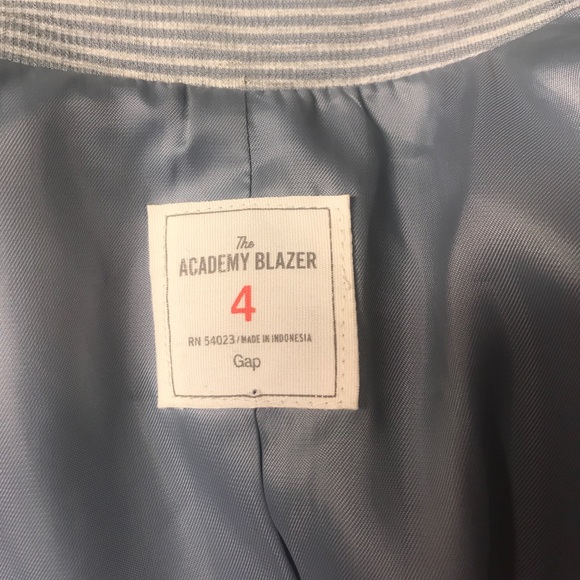 The
ACADEMY BLAZER
4
RN 54023/MADE IN INDONESIA
Gap